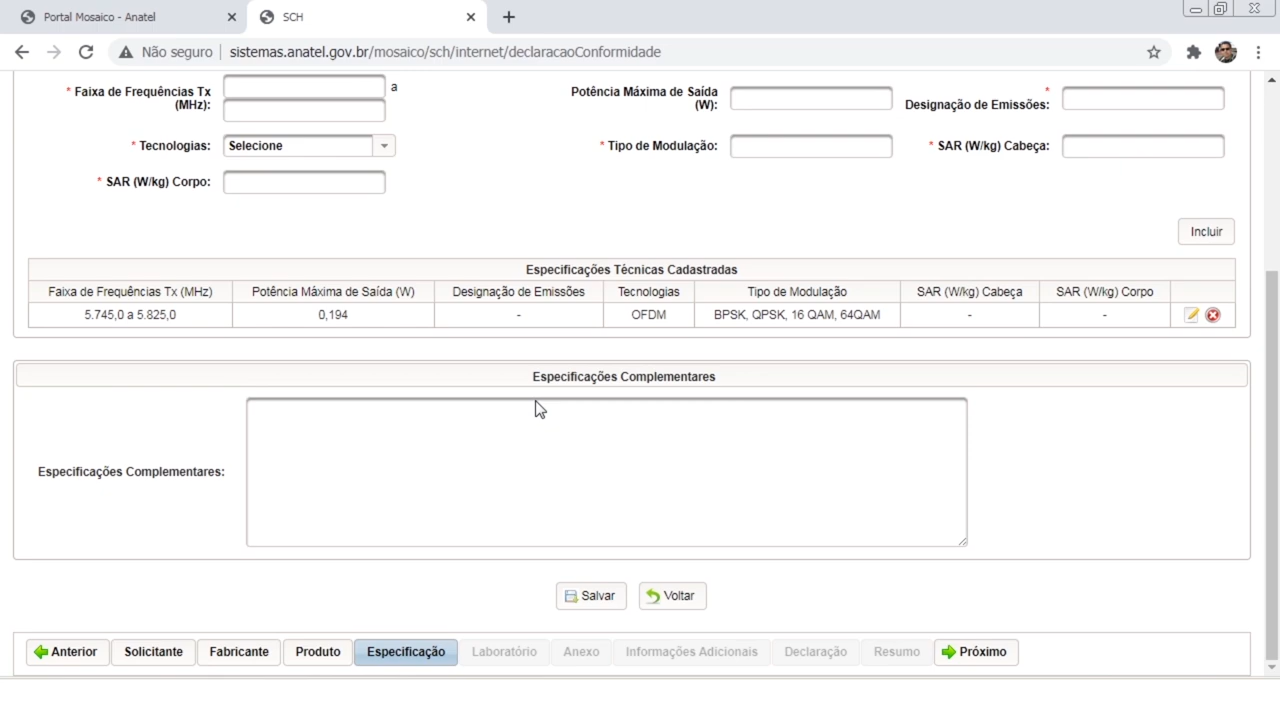 Portal Mosaico - Anatel
SCH
Não seguro
sistemas.anatel.gov.br/mosaico/sch/internet/declaracaoConformidade
* Faixa de Frequências Tx (MHz):
a
Potência Máxima de Saída (W):
* Designação de Emissões:
* Tecnologias:
Selecione
* Tipo de Modulação:
* SAR (W/kg) Cabeça:
* SAR (W/kg) Corpo:
Incluir
Especificações Técnicas Cadastradas
Faixa de Frequências Tx (MHz) Potência Máxima de Saída (W) Designação de Emissões Tecnologias Tipo de Modulação SAR (W/kg) Cabeça SAR (W/kg) Corpo
5.745,0 a 5.825,0 0,194 - OFDM BPSK, QPSK, 16 QAM, 64QAM - -
Especificações Complementares
Especificações Complementares:
Salvar Voltar
Anterior Solicitante Fabricante Produto Especificação Laboratório Anexo Informações Adicionais Declaração Resumo Próximo